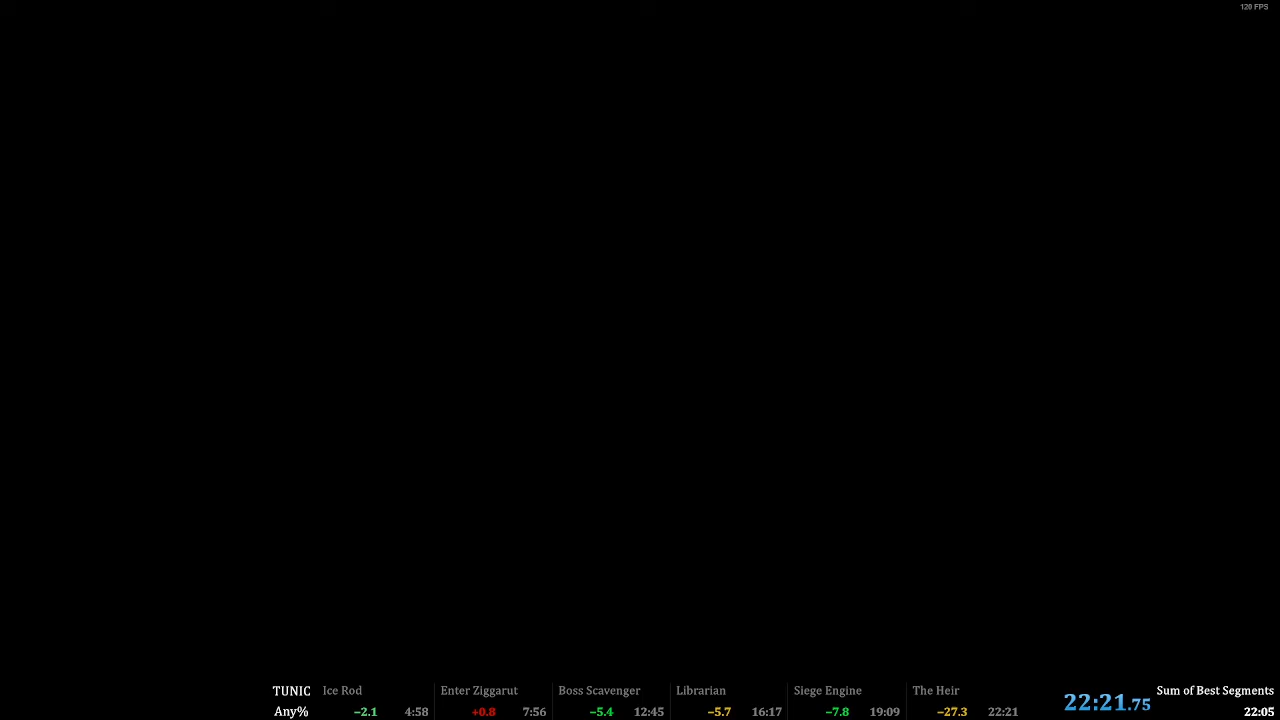 120 FPS
TUNIC Ice Rod Enter Ziggarut Boss Scavenger Librarian Siege Engine The Heir Sum of Best Segments
Any% −2.1 4:58 +0.8 7:56 −5.4 12:45 −5.7 16:17 −7.8 19:09 −27.3 22:21 22:21.75 22:05